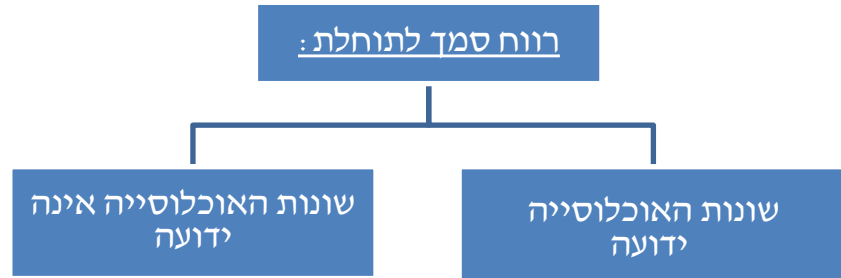 רווח סמך לתוחלת:
שונות האוכלוסייה
ידועה
שונות האוכלוסייה אינה
ידועה